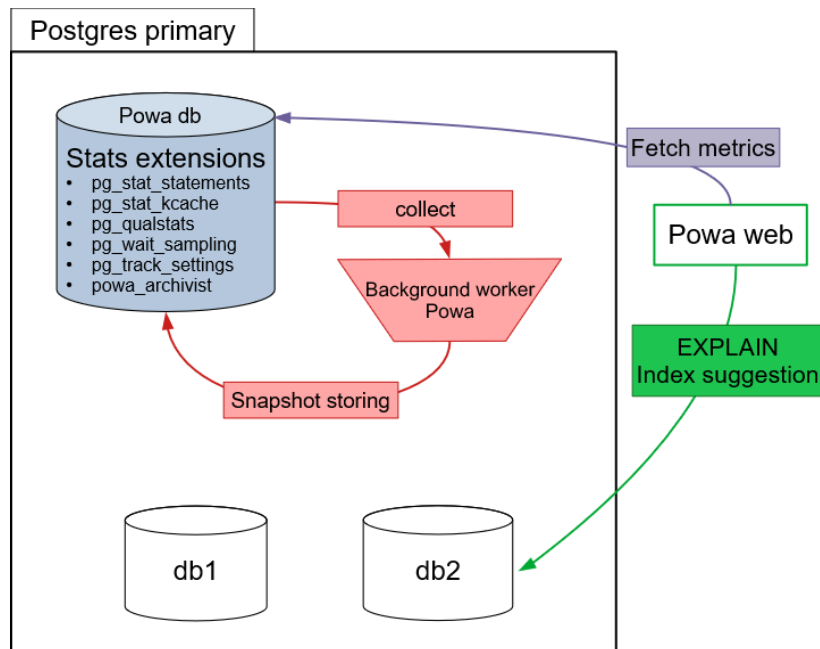 Postgres primary
Powa db
Stats extensions
• pg_stat_statements
• pg_stat_kcache
• pg_qualstats
• pg_wait_sampling
• pg_track_settings
• powa_archivist
collect
Background worker
Powa
Snapshot storing
Fetch metrics
Powa web
EXPLAIN
Index suggestion
db1
db2